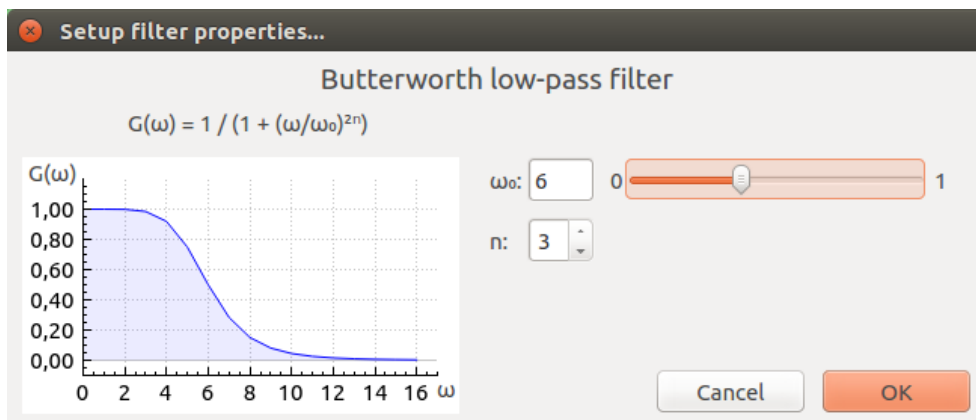 Setup filter properties...
Butterworth low-pass filter
G(ω) = 1 / (1 + (ω/ω₀)²ⁿ)
G(ω)
1,00
0,80
0,60
0,40
0,20
0,00
0 2 4 6 8 10 12 14 16 ω
ω₀: 6 0 1
n: 3
Cancel OK